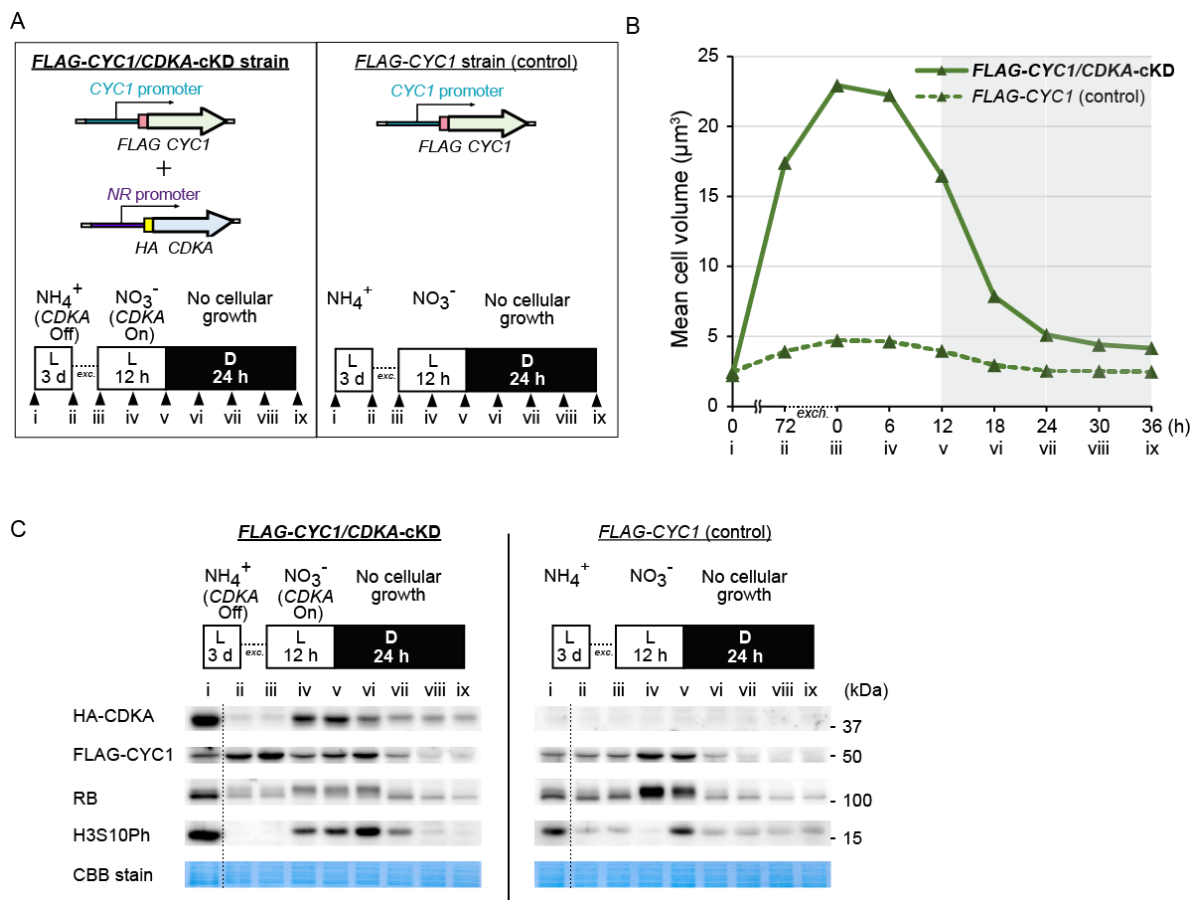 A
FLAG-CYC1/CDKA-cKD strain
CYC1 promoter
FLAG CYC1
+
NR promoter
HA CDKA
NH₄⁺
(CDKA
Off)
NO₃⁻
(CDKA
On)
No cellular
growth
L
3 d
exc.
L
12 h
D
24 h
i ii iii iv v vi vii viii ix
FLAG-CYC1 strain (control)
CYC1 promoter
FLAG CYC1
NH₄⁺
NO₃⁻
No cellular
growth
L
3 d
exc.
L
12 h
D
24 h
i ii iii iv v vi vii viii ix
B
Mean cell volume (µm³)
25
20
15
10
5
0
FLAG-CYC1/CDKA-cKD
FLAG-CYC1 (control)
exch.
0 72 0 6 12 18 24 30 36 (h)
i ii iii iv v vi vii viii ix
C
FLAG-CYC1/CDKA-cKD
NH₄⁺
(CDKA
Off)
NO₃⁻
(CDKA
On)
No cellular
growth
L
3 d
exc.
L
12 h
D
24 h
i ii iii iv v vi vii viii ix
FLAG-CYC1 (control)
NH₄⁺
NO₃⁻
No cellular
growth
L
3 d
exc.
L
12 h
D
24 h
i ii iii iv v vi vii viii ix
(kDa)
HA-CDKA
- 37
FLAG-CYC1
- 50
RB
- 100
H3S10Ph
- 15
CBB stain